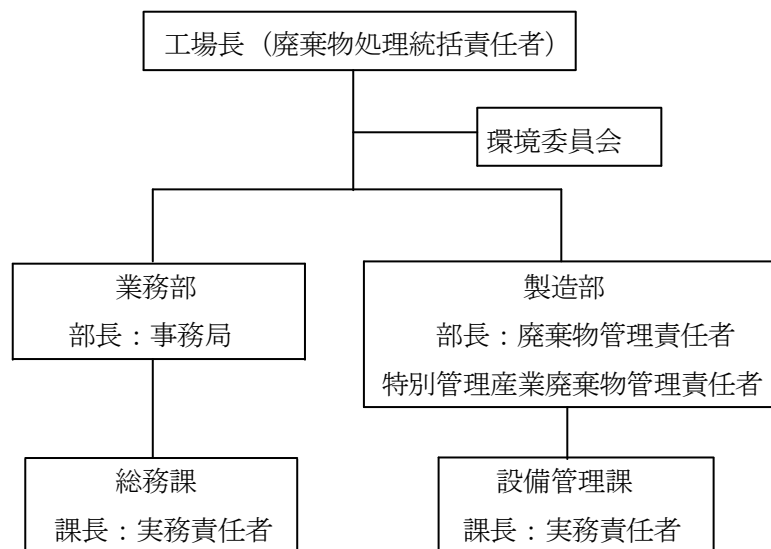 工場長（廃棄物処理統括責任者）
環境委員会
業務部
部長：事務局
製造部
部長：廃棄物管理責任者
特別管理産業廃棄物管理責任者
総務課
課長：実務責任者
設備管理課
課長：実務責任者